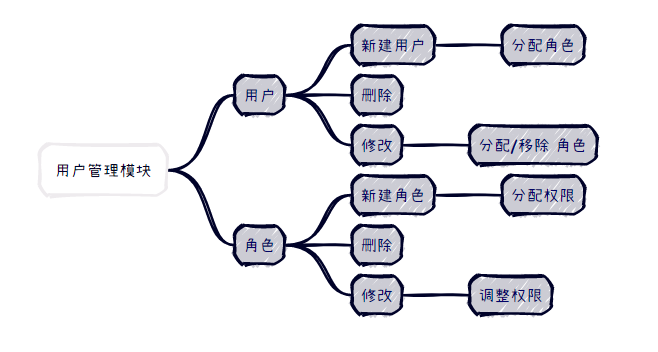 新建用户
分配角色
用户
删除
修改
分配/移除 角色
用户管理模块
新建角色
分配权限
角色
删除
修改
调整权限